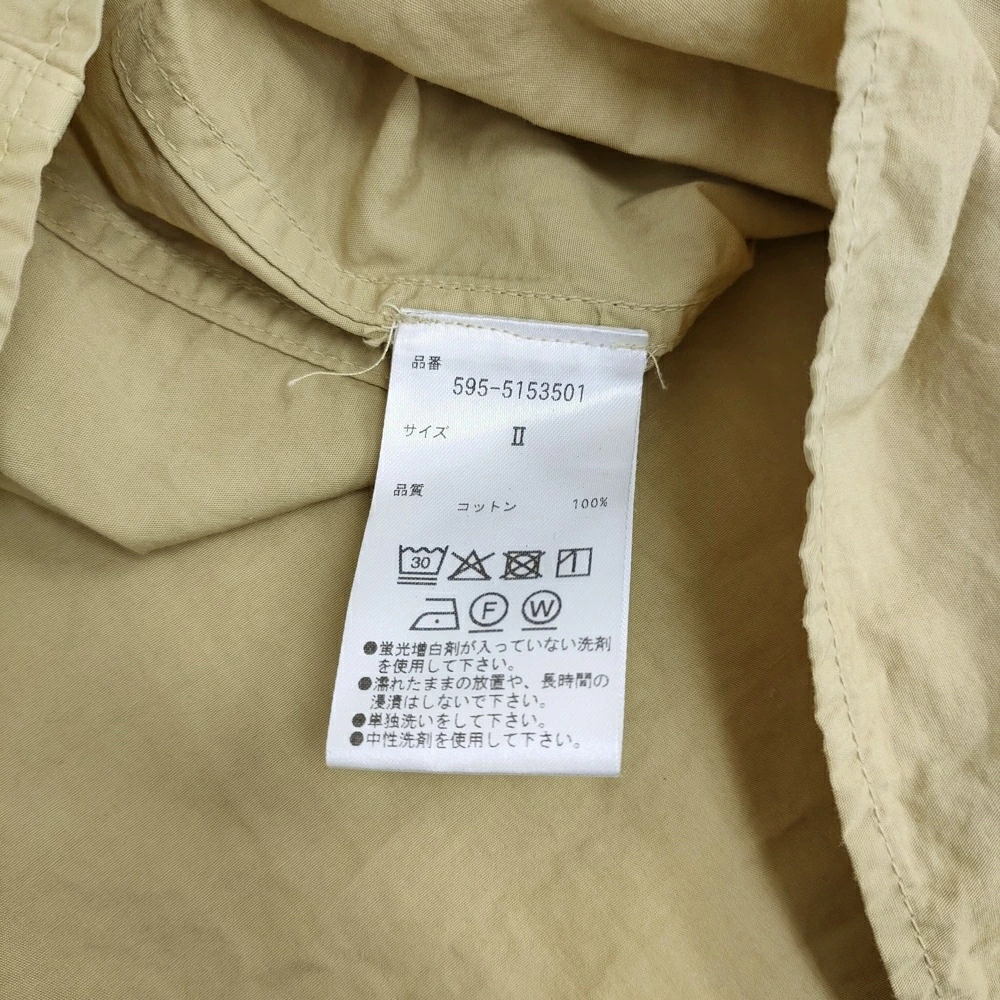 品番
595-5153501
サイズ Ⅱ
品質
コットン 100%
30
F W
●蛍光増白剤が入っていない洗剤
を使用して下さい。
●濡れたままの放置や、長時間の
浸漬はしないで下さい。
●単独洗いをして下さい。
●中性洗剤を使用して下さい。